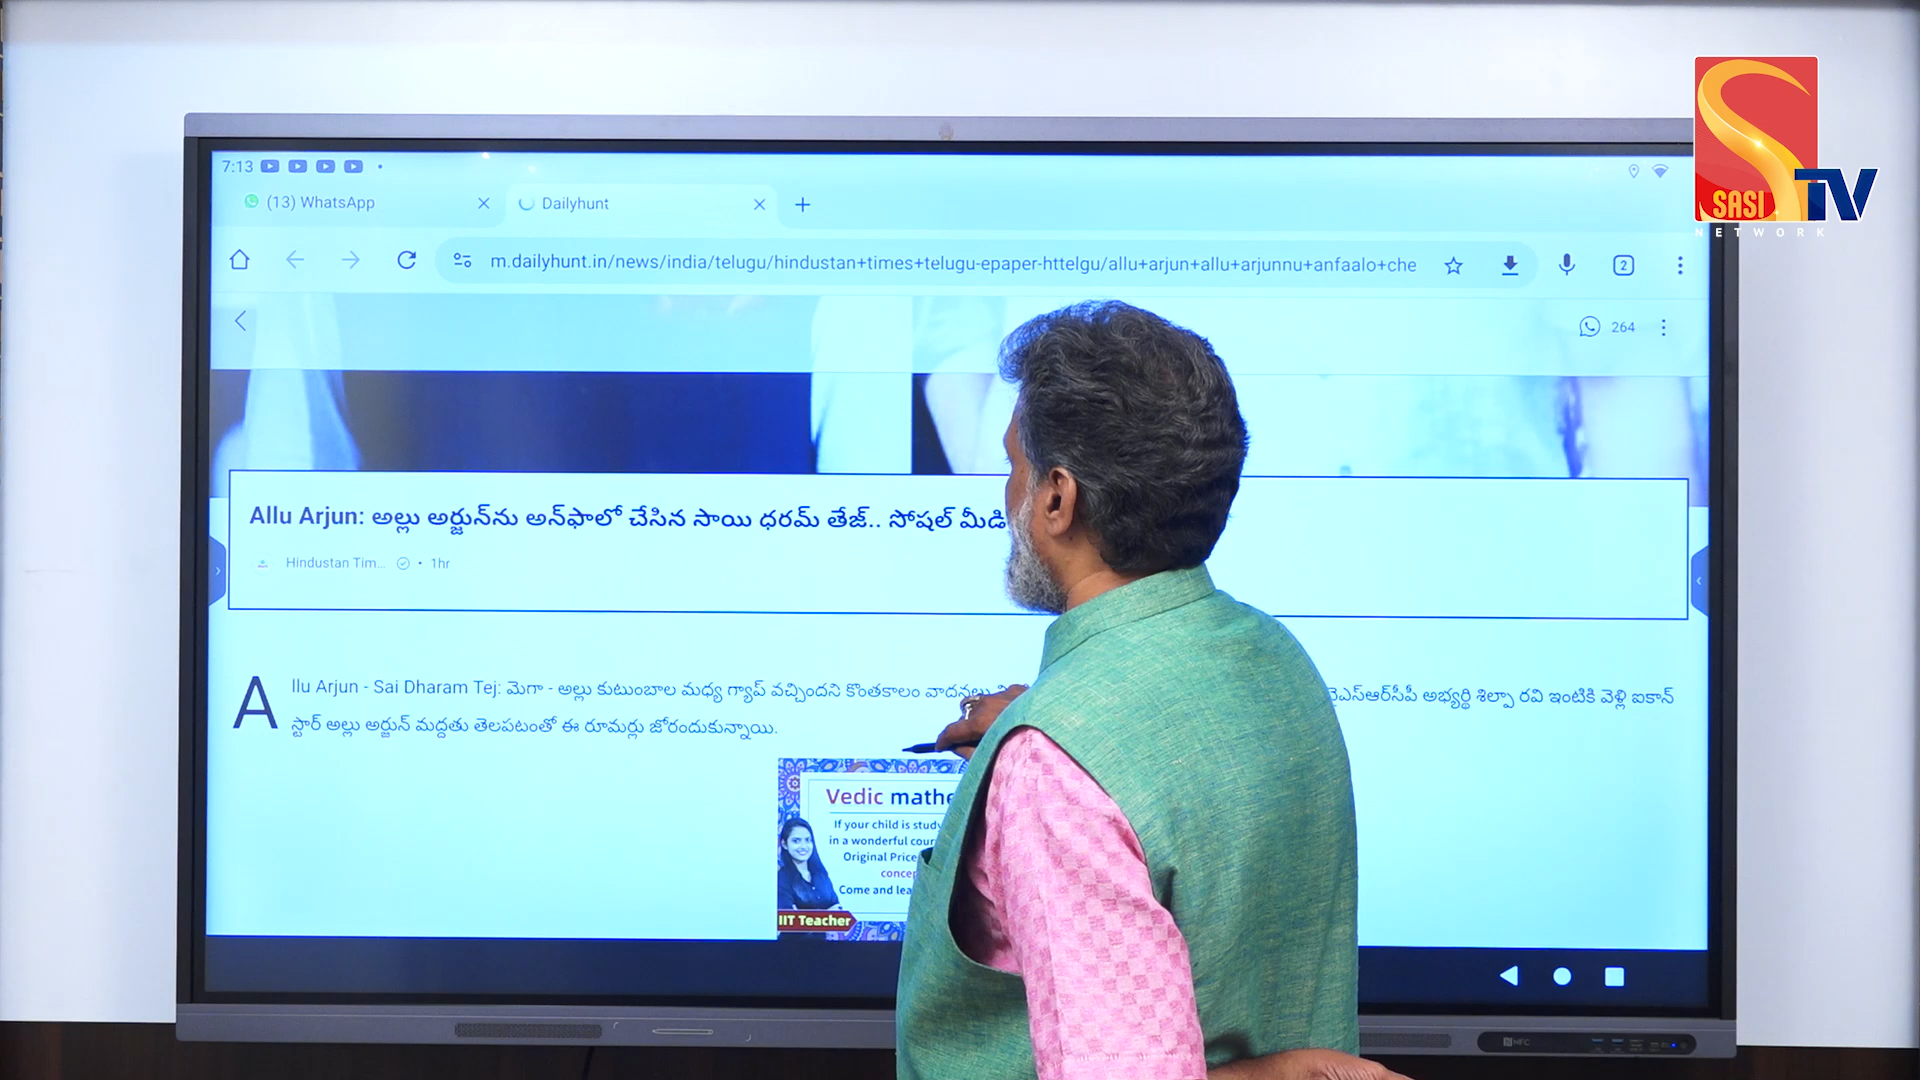 SASI TV
NETWORK
7:13
(13) WhatsApp
Dailyhunt
m.dailyhunt.in/news/india/telugu/hindustan+times+telugu-epaper-httelgu/allu+arjun+allu+arjunnu+anfaalo+che
2
264
Allu Arjun: అల్లు అర్జున్‌ను అన్‌ఫాలో చేసిన సాయి ధరమ్ తేజ్.. సోషల్ మీడి
Hindustan Tim... • 1hr
Allu Arjun - Sai Dharam Tej: మెగా - అల్లు కుటుంబాల మధ్య గ్యాప్ వచ్చిందని కొంతకాలం వాదనలు వైఎస్ఆర్‌సీపీ అభ్యర్థి శిల్పా రవి ఇంటికి వెళ్లి ఐకాన్
స్టార్ అల్లు అర్జున్ మద్దతు తెలపటంతో ఈ రూమర్లు జోరందుకున్నాయి.
Vedic mathe
If your child is study
in a wonderful cour
Original Price
concep
Come and lea
IIT Teacher
NFC